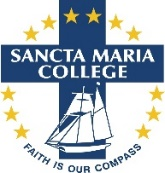 SANCTA MARIA
COLLEGE
FAITH IS OUR COMPASS